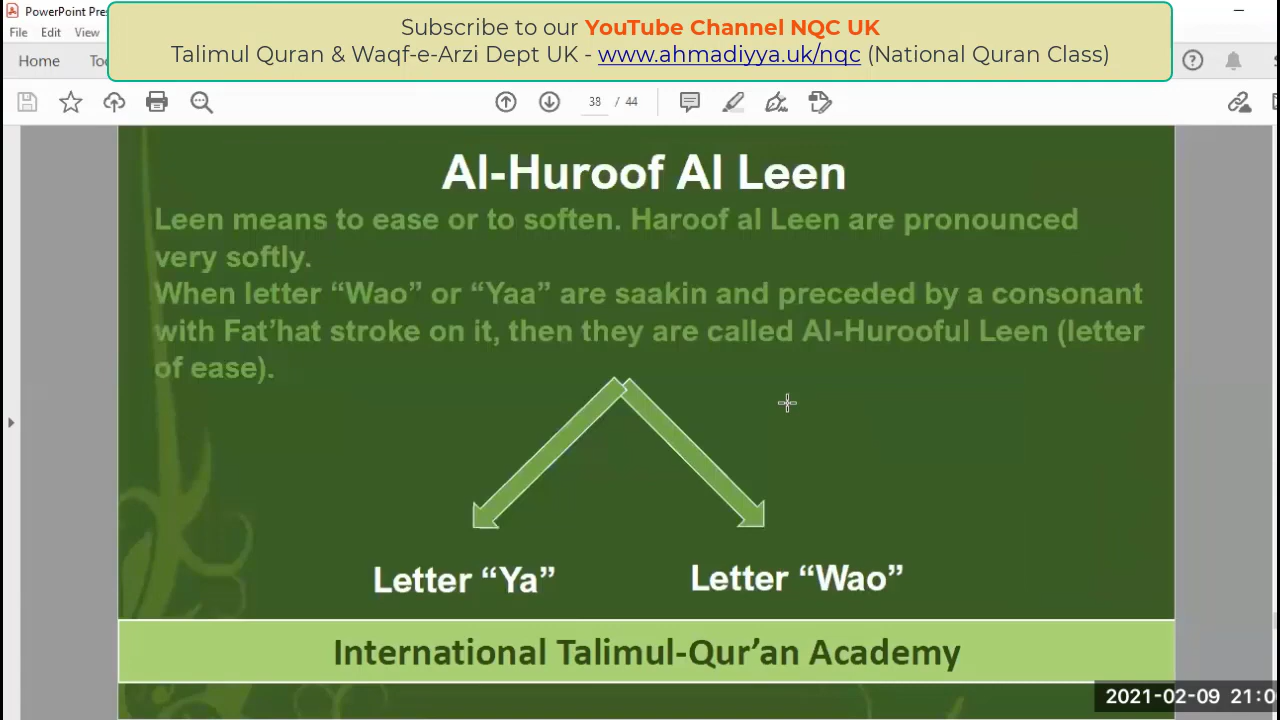 PowerPoint Pres
Subscribe to our YouTube Channel NQC UK
Talimul Quran & Waqf-e-Arzi Dept UK - www.ahmadiyya.uk/nqc (National Quran Class)
File Edit View
Home
38 / 44
Al-Huroof Al Leen
Leen means to ease or to soften. Haroof al Leen are pronounced
very softly.
When letter “Wao” or “Yaa” are saakin and preceded by a consonant
with Fat’hat stroke on it, then they are called Al-Hurooful Leen (letter
of ease).
Letter “Ya” Letter “Wao”
International Talimul-Qur’an Academy
2021-02-09 21:0